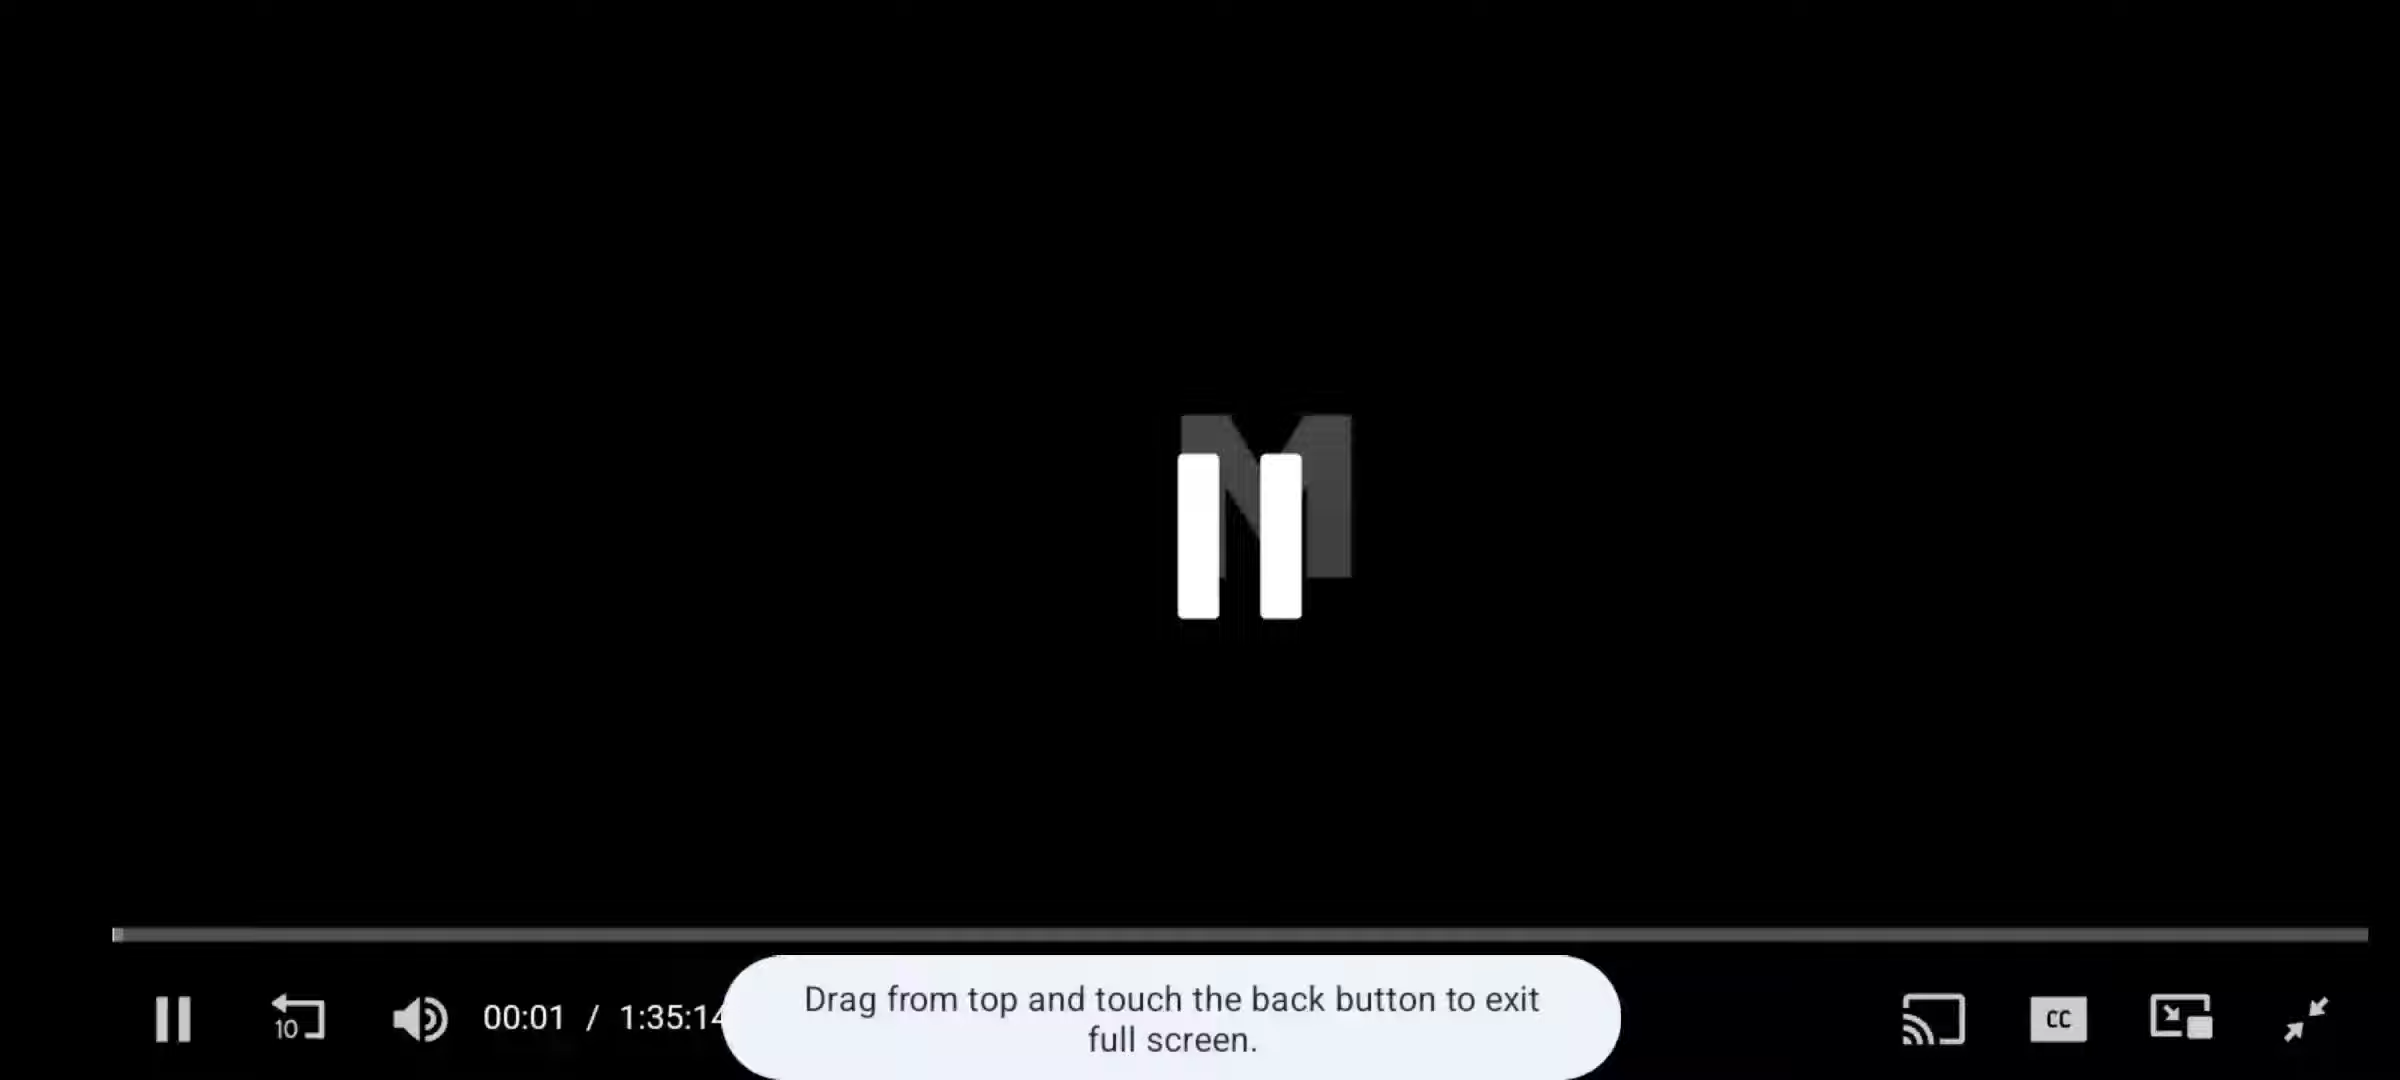 M
10
00:01 / 1:35:14
CC
Drag from top and touch the back button to exit
full screen.